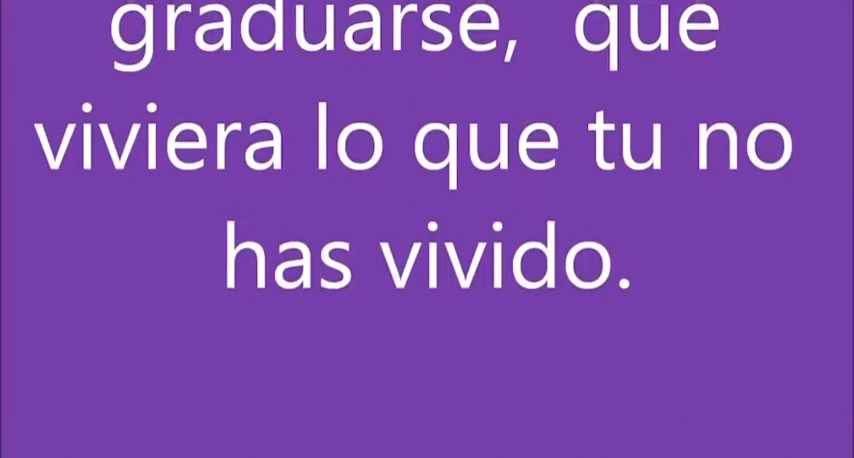 graduarse, que
viviera lo que tu no
has vivido.